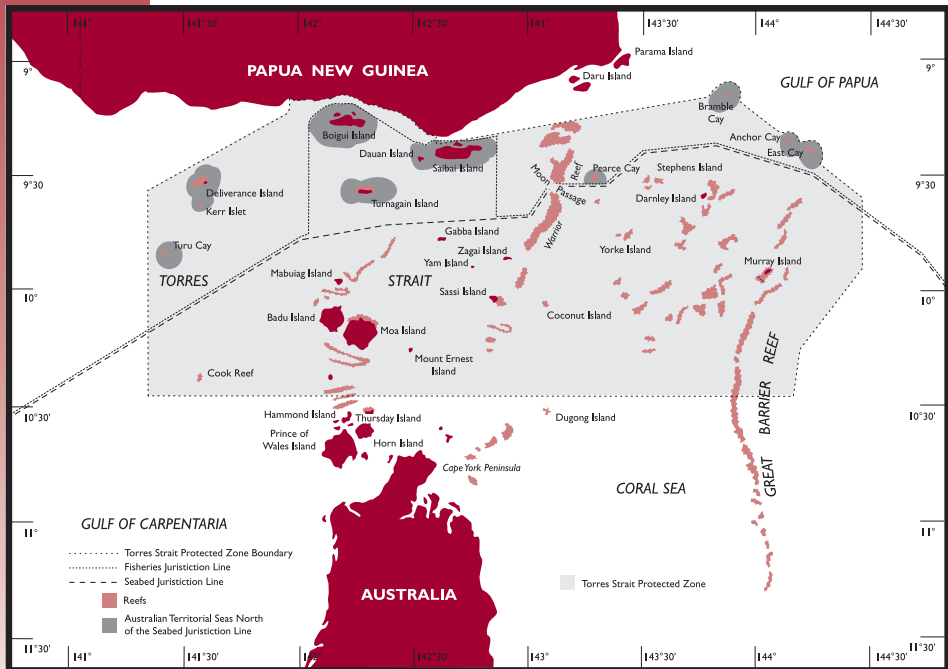 141°
141°30'
142°
142°30'
143°
143°30'
144°
144°30'
Parama Island
9°
PAPUA NEW GUINEA
Daru Island
GULF OF PAPUA
9°
Bramble
Cay
Boigui Island
Anchor Cay
East Cay
Dauan Island
Saibai Island
Moon
Passage
Reef
Warrior
Pearce Cay
Stephens Island
9°30'
9°30'
Deliverance Island
Kerr Islet
Turnagain Island
Darnley Island
Gabba Island
Turu Cay
Zagai Island
Yam Island
Yorke Island
TORRES
STRAIT
Mabuiag Island
Murray Island
10°
10°
Sassi Island
Badu Island
Moa Island
Coconut Island
Mount Ernest
Island
Cook Reef
GREAT BARRIER REEF
10°30'
10°30'
Hammond Island
Thursday Island
Dugong Island
Prince of
Wales Island
Horn Island
Cape York Peninsula
CORAL SEA
GULF OF CARPENTARIA
11°
11°
Torres Strait Protected Zone Boundary
Fisheries Juristiction Line
Seabed Juristiction Line
Reefs
Australian Territorial Seas North
of the Seabed Juristiction Line
AUSTRALIA
Torres Strait Protected Zone
11°30'
11°30'
141°
141°30'
142°
142°30'
143°
143°30'
144°
144°30'